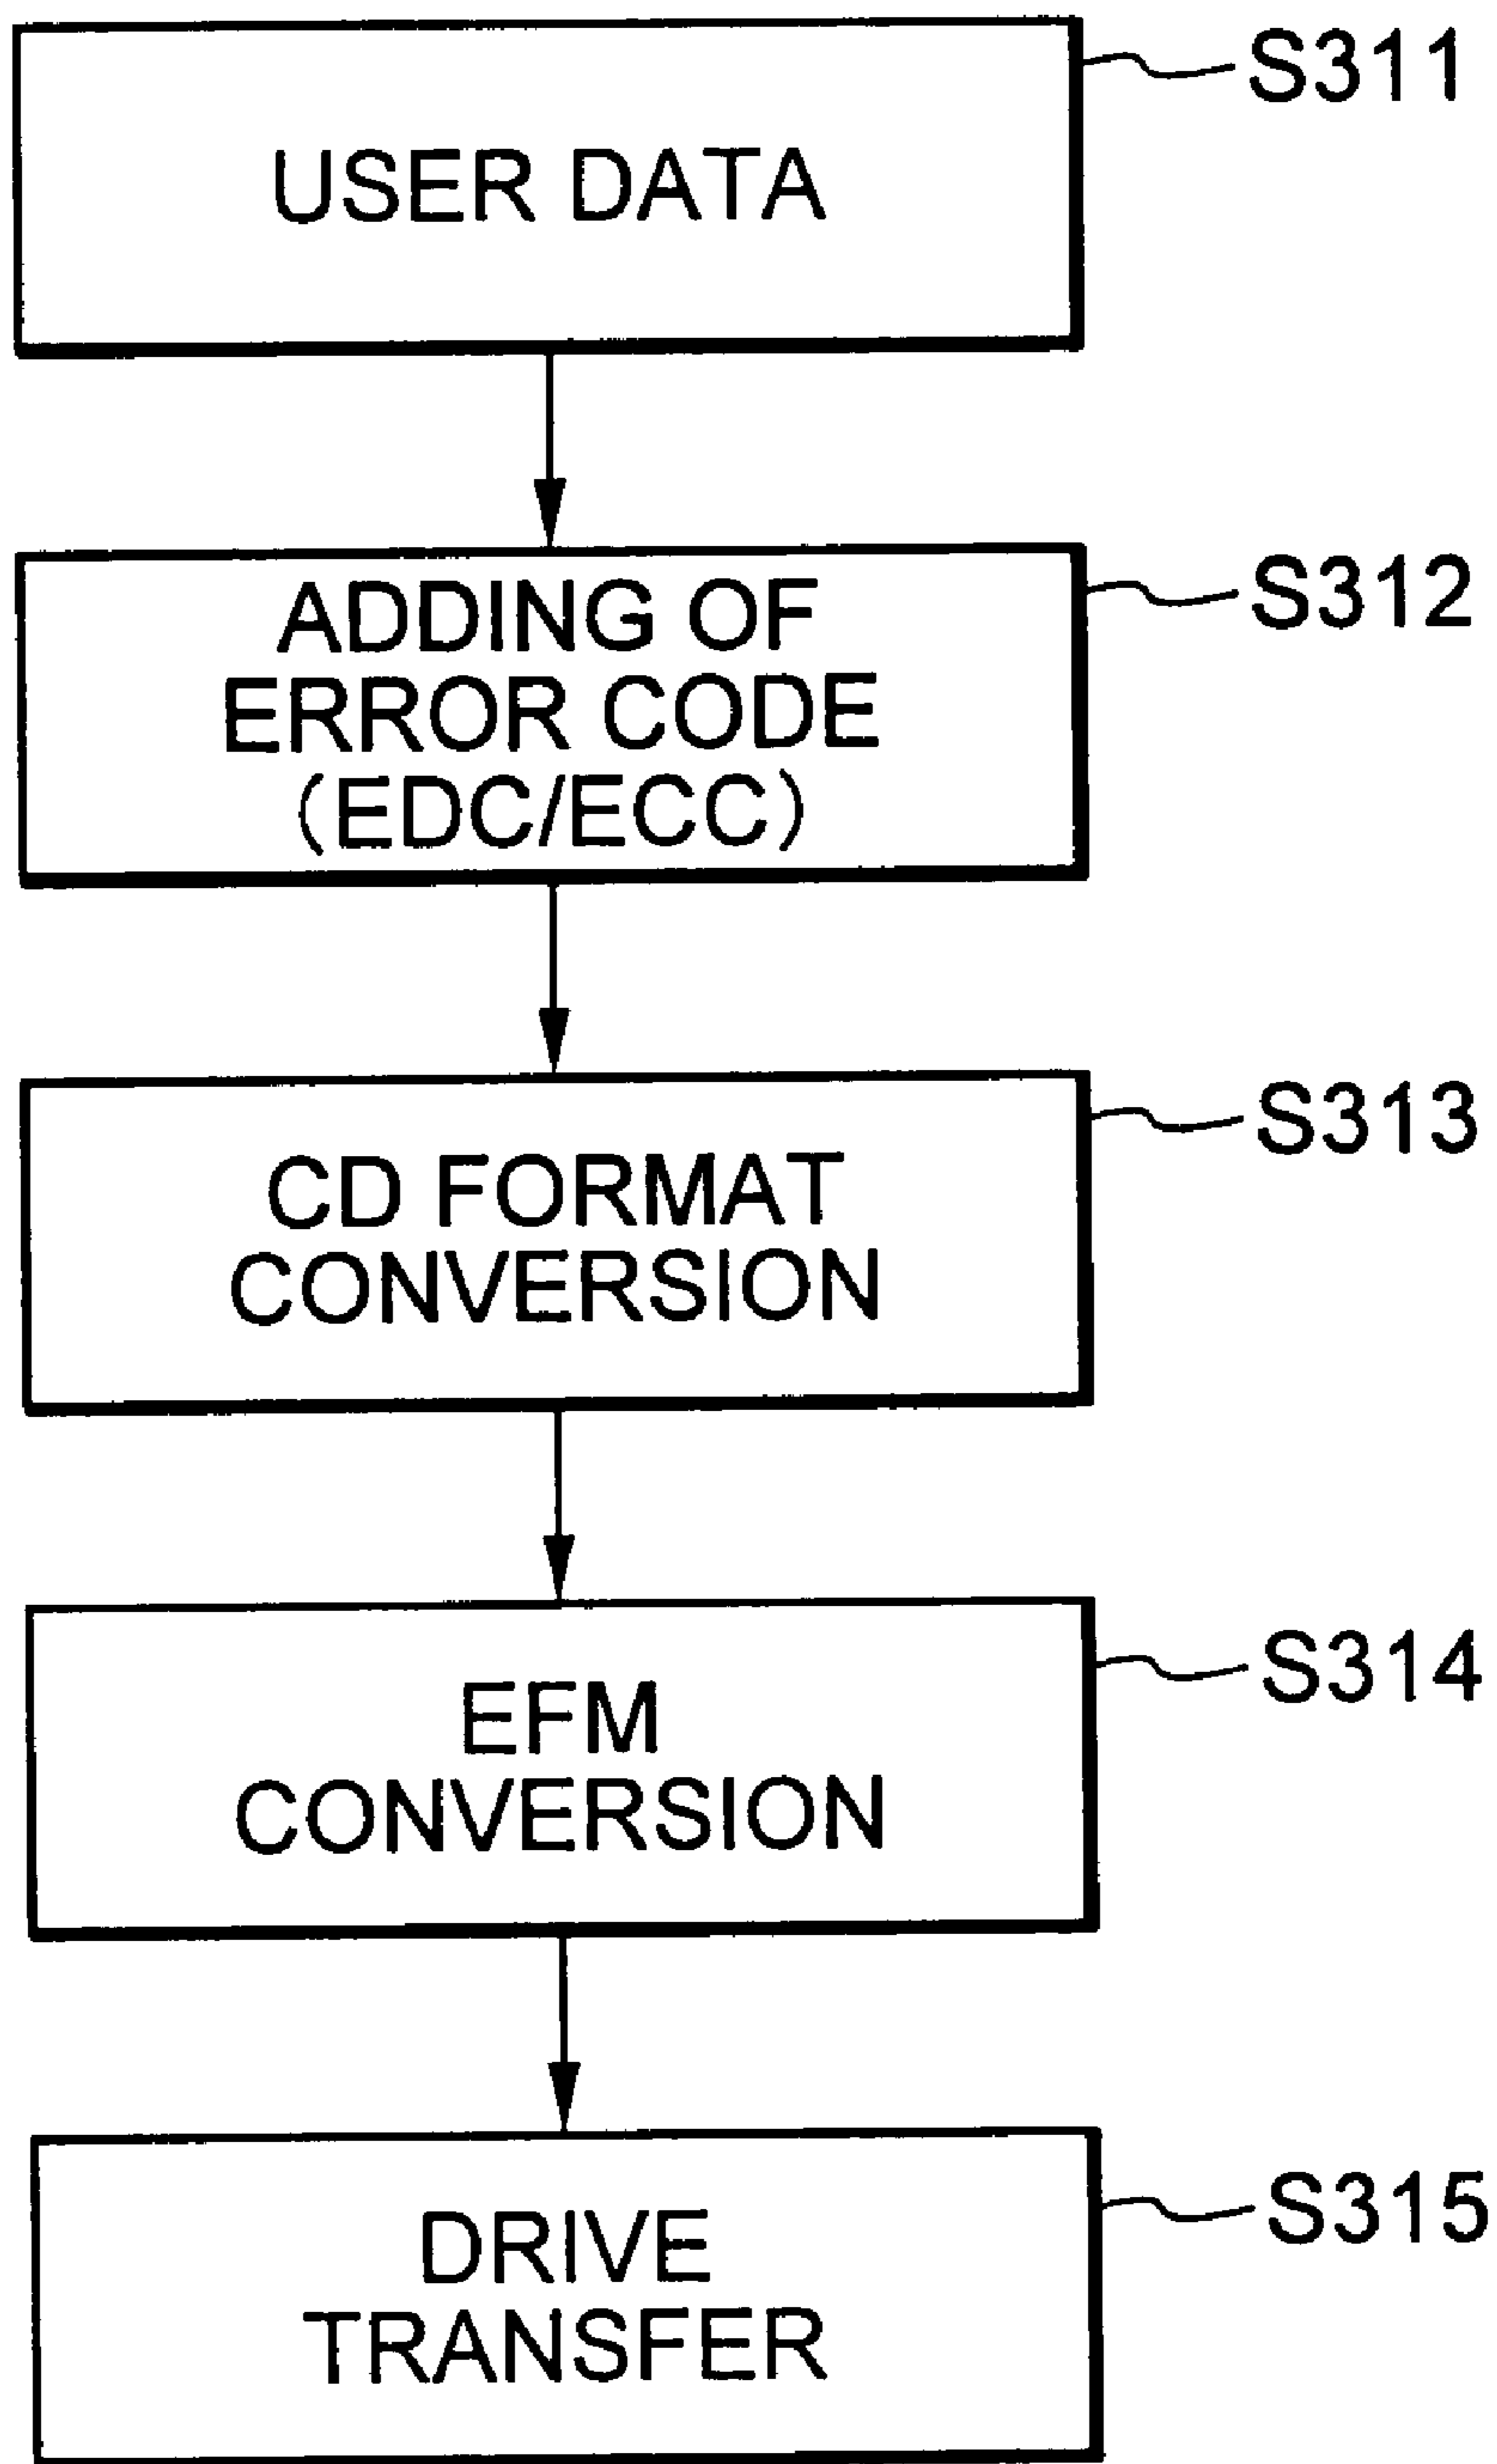 S311
USER DATA
S312
ADDING OF
ERROR CODE
(EDC/ECC)
S313
CD FORMAT
CONVERSION
S314
EFM
CONVERSION
S315
DRIVE
TRANSFER